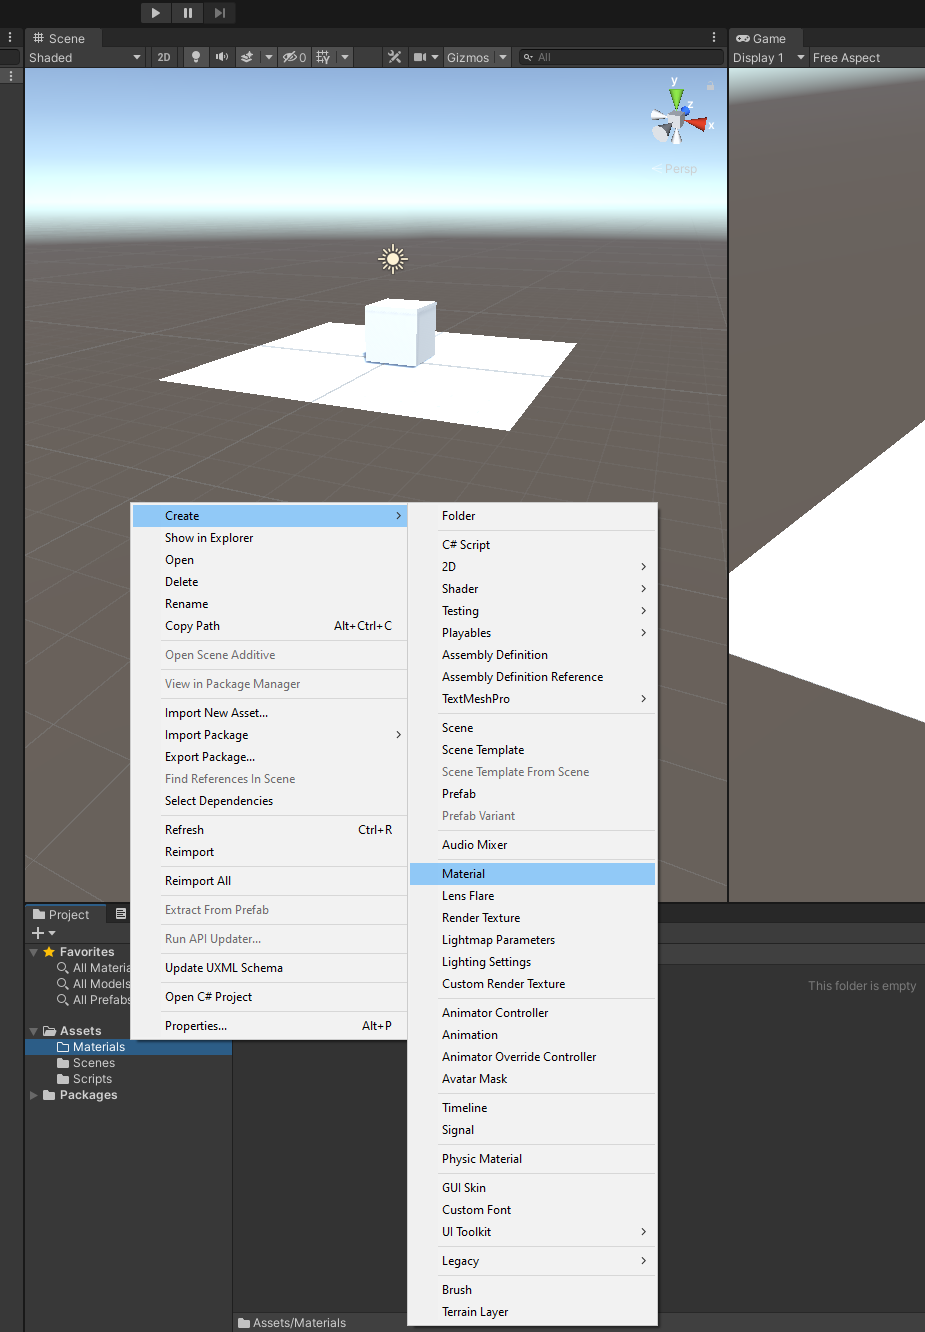 Scene
Game
Shaded
2D
0
Gizmos
All
Display 1
Free Aspect
y
z
x
Persp
Create
Show in Explorer
Open
Delete
Rename
Copy Path Alt+Ctrl+C
Open Scene Additive
View in Package Manager
Import New Asset...
Import Package
Export Package...
Find References In Scene
Select Dependencies
Refresh Ctrl+R
Reimport
Reimport All
Extract From Prefab
Run API Updater...
Update UXML Schema
Open C# Project
Properties... Alt+P
Folder
C# Script
2D
Shader
Testing
Playables
Assembly Definition
Assembly Definition Reference
TextMeshPro
Scene
Scene Template
Scene Template From Scene
Prefab
Prefab Variant
Audio Mixer
Material
Lens Flare
Render Texture
Lightmap Parameters
Lighting Settings
Custom Render Texture
Animator Controller
Animation
Animator Override Controller
Avatar Mask
Timeline
Signal
Physic Material
GUI Skin
Custom Font
UI Toolkit
Legacy
Brush
Terrain Layer
Project
Favorites
All Materia
All Models
All Prefabs
Assets
Materials
Scenes
Scripts
Packages
This folder is empty
Assets/Materials